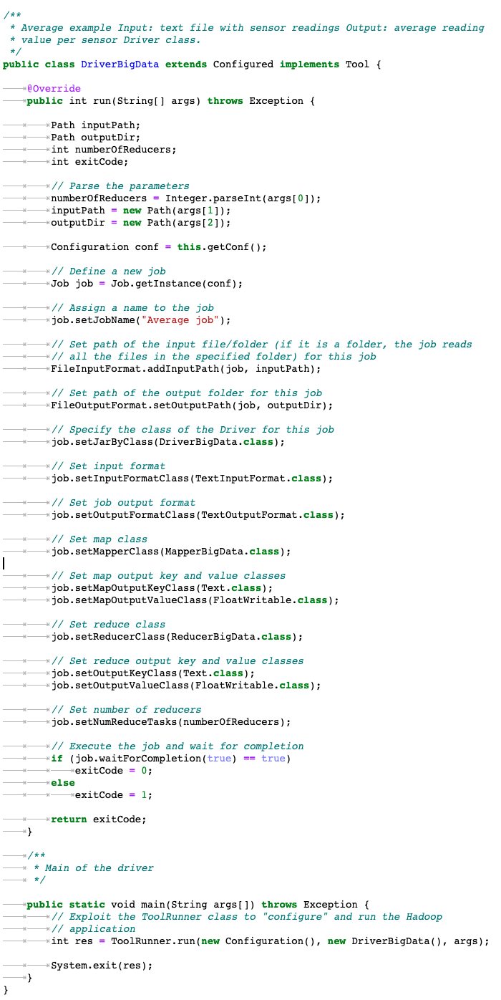 /**
 * Average example Input: text file with sensor readings Output: average reading
 * value per sensor Driver class.
 */
public class DriverBigData extends Configured implements Tool {
@Override
public int run(String[] args) throws Exception {
Path inputPath;
Path outputDir;
int numberOfReducers;
int exitCode;
// Parse the parameters
numberOfReducers = Integer.parseInt(args[0]);
inputPath = new Path(args[1]);
outputDir = new Path(args[2]);
Configuration conf = this.getConf();
// Define a new job
Job job = Job.getInstance(conf);
// Assign a name to the job
job.setJobName("Average job");
// Set path of the input file/folder (if it is a folder, the job reads
// all the files in the specified folder) for this job
FileInputFormat.addInputPath(job, inputPath);
// Set path of the output folder for this job
FileOutputFormat.setOutputPath(job, outputDir);
// Specify the class of the Driver for this job
job.setJarByClass(DriverBigData.class);
// Set input format
job.setInputFormatClass(TextInputFormat.class);
// Set job output format
job.setOutputFormatClass(TextOutputFormat.class);
// Set map class
job.setMapperClass(MapperBigData.class);
// Set map output key and value classes
job.setMapOutputKeyClass(Text.class);
job.setMapOutputValueClass(FloatWritable.class);
// Set reduce class
job.setReducerClass(ReducerBigData.class);
// Set reduce output key and value classes
job.setOutputKeyClass(Text.class);
job.setOutputValueClass(FloatWritable.class);
// Set number of reducers
job.setNumReduceTasks(numberOfReducers);
// Execute the job and wait for completion
if (job.waitForCompletion(true) == true)
exitCode = 0;
else
exitCode = 1;
return exitCode;
}
/**
 * Main of the driver
 */
public static void main(String args[]) throws Exception {
// Exploit the ToolRunner class to "configure" and run the Hadoop
// application
int res = ToolRunner.run(new Configuration(), new DriverBigData(), args);
System.exit(res);
}
}